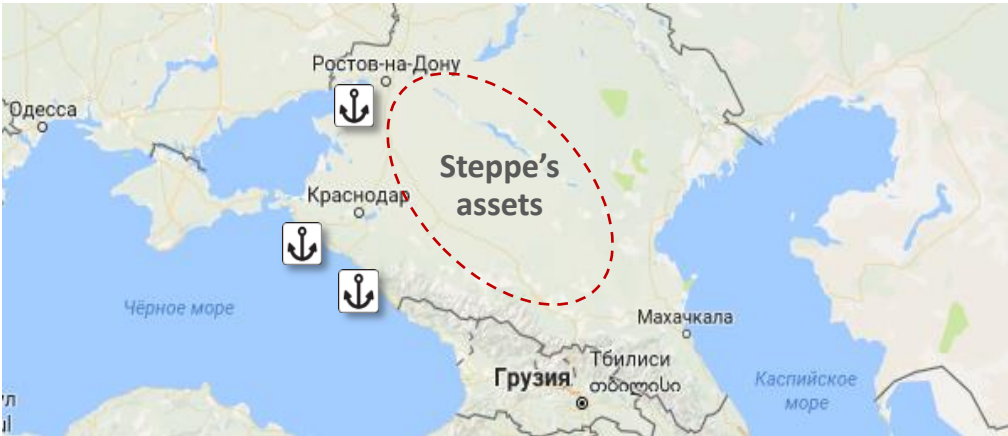 Ростов-на-Дону
Одесса
Steppe's
assets
Краснодар
Чёрное море
Махачкала
Тбилиси
Грузия
თბილისი
Каспийское
море